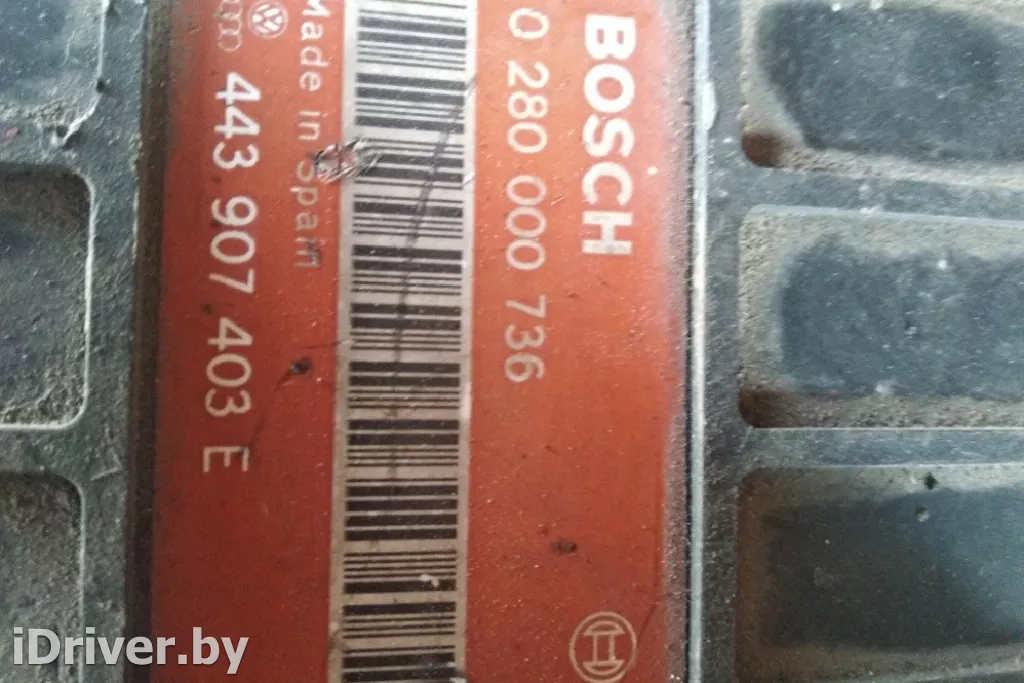 BOSCH
0 280 000 736
Made in Spain
443 907 403 E
iDriver.by